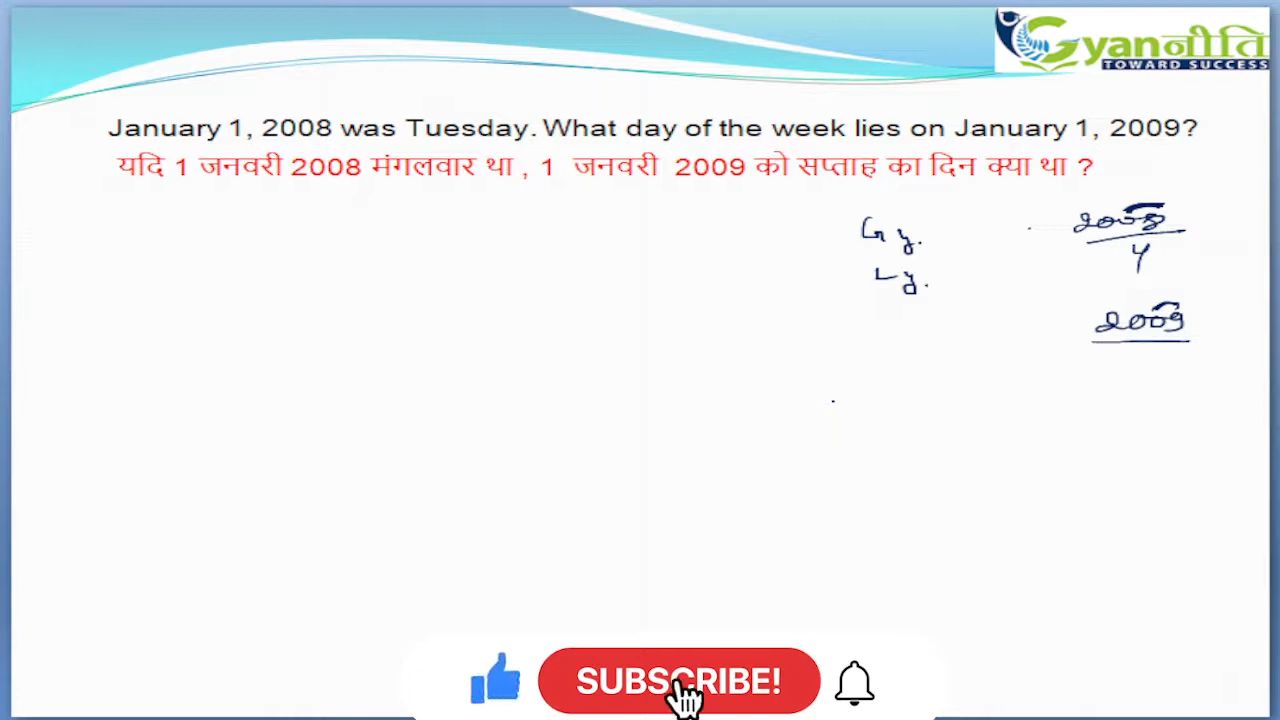 Gyanनीति
TOWARD SUCCESS
January 1, 2008 was Tuesday. What day of the week lies on January 1, 2009?
यदि 1 जनवरी 2008 मंगलवार था , 1 जनवरी 2009 को सप्ताह का दिन क्या था ?
2008
y.
4
L y.
2009
SUBSCRIBE!